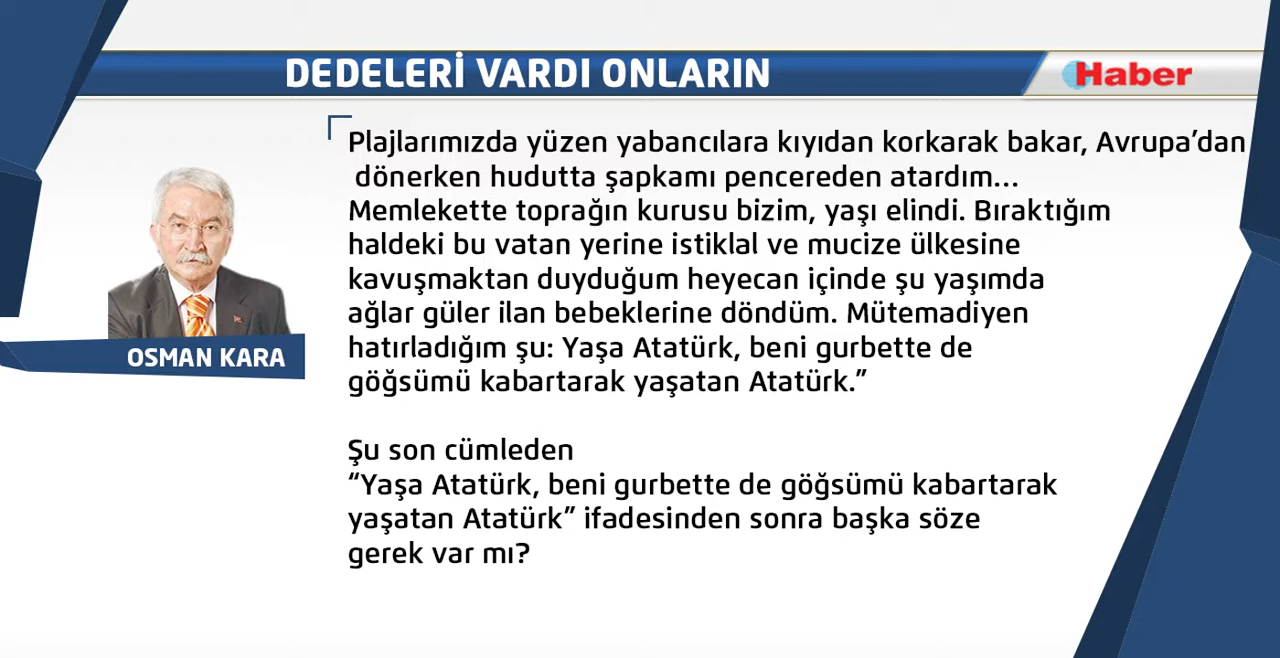 DEDELERİ VARDI ONLARIN
Haber
Plajlarımızda yüzen yabancılara kıyıdan korkarak bakar, Avrupa’dan
dönerken hudutta şapkamı pencereden atardım...
Memlekette toprağın kurusu bizim, yaşı elindi. Bıraktığım
haldeki bu vatan yerine istiklal ve mucize ülkesine
kavuşmaktan duyduğum heyecan içinde şu yaşımda
ağlar güler ilan bebeklerine döndüm. Mütemadiyen
hatırladığım şu: Yaşa Atatürk, beni gurbette de
göğsümü kabartarak yaşatan Atatürk.”
Şu son cümleden
“Yaşa Atatürk, beni gurbette de göğsümü kabartarak
yaşatan Atatürk” ifadesinden sonra başka söze
gerek var mı?
OSMAN KARA